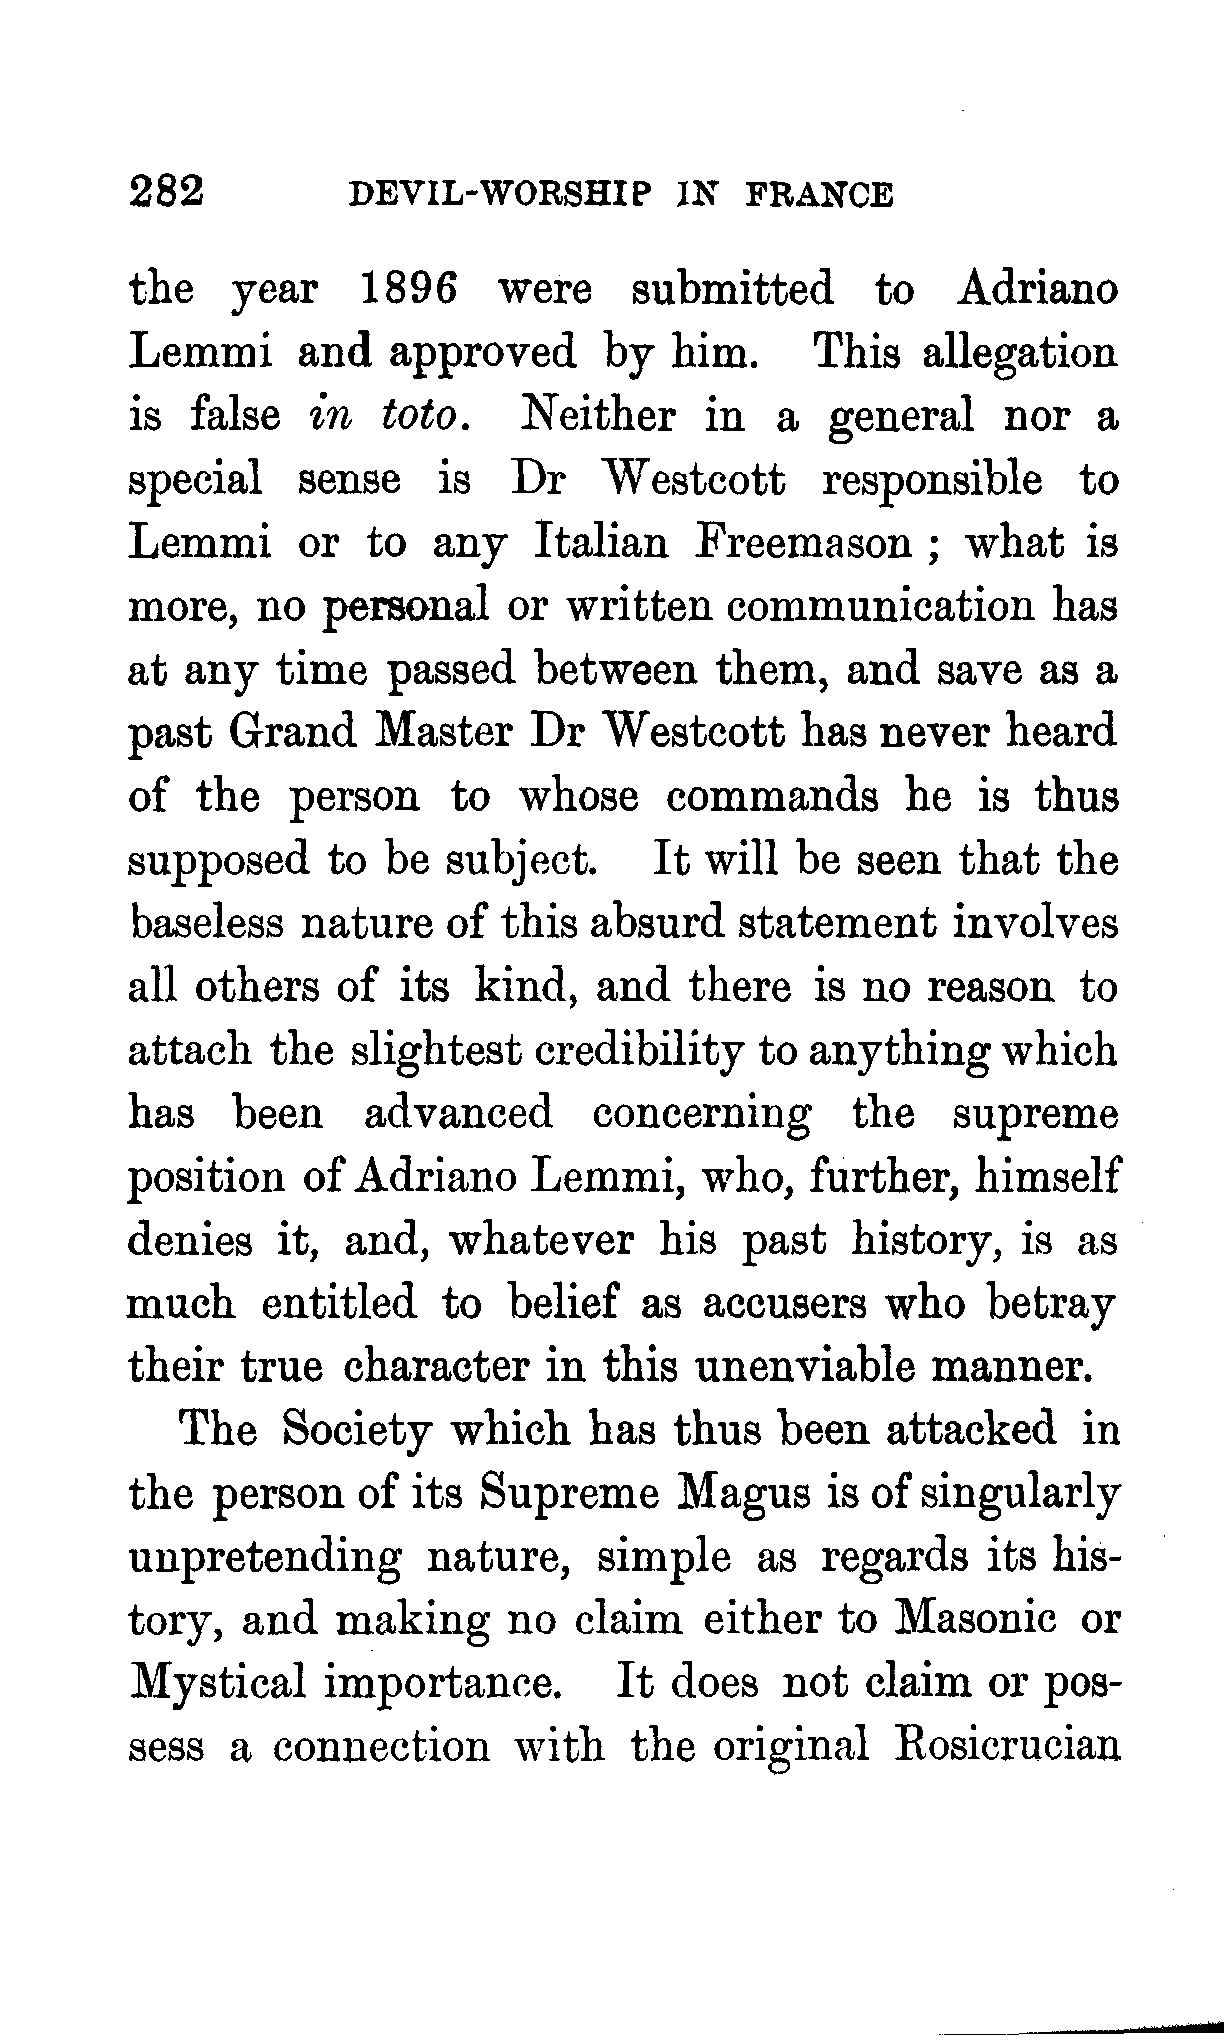 282 DEVIL-WORSHIP IN FRANCE
the year 1896 were submitted to Adriano
Lemmi and approved by him. This allegation
is false in toto. Neither in a general nor a
special sense is Dr Westcott responsible to
Lemmi or to any Italian Freemason ; what is
more, no personal or written communication has
at any time passed between them, and save as a
past Grand Master Dr Westcott has never heard
of the person to whose commands he is thus
supposed to be subject. It will be seen that the
baseless nature of this absurd statement involves
all others of its kind, and there is no reason to
attach the slightest credibility to anything which
has been advanced concerning the supreme
position of Adriano Lemmi, who, further, himself
denies it, and, whatever his past history, is as
much entitled to belief as accusers who betray
their true character in this unenviable manner.
The Society which has thus been attacked in
the person of its Supreme Magus is of singularly
unpretending nature, simple as regards its his-
tory, and making no claim either to Masonic or
Mystical importance. It does not claim or pos-
sess a connection with the original Rosicrucian